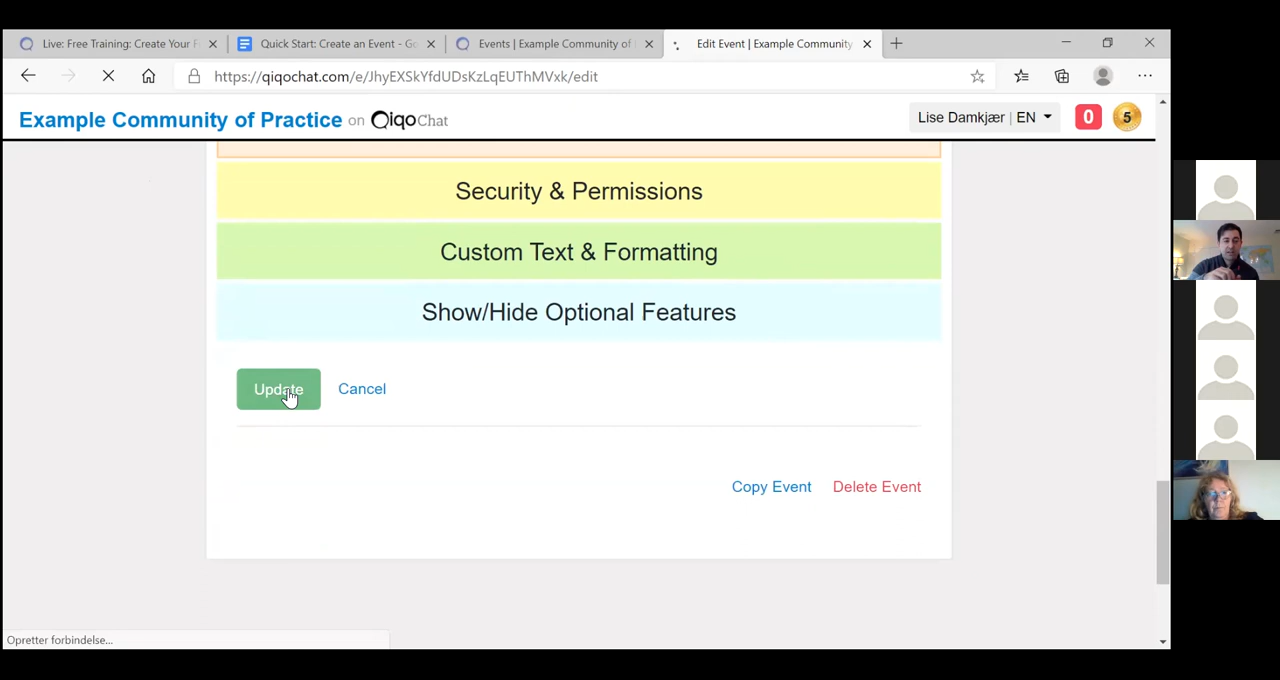 Live: Free Training: Create Your F
Quick Start: Create an Event - Go
Events | Example Community of
Edit Event | Example Community
https://qiqochat.com/e/JhyEXSkYfdUDsKzLqEUThMVxk/edit
Example Community of Practice on QiqoChat
Lise Damkjær | EN
0
5
Security & Permissions
Custom Text & Formatting
Show/Hide Optional Features
Update
Cancel
Copy Event
Delete Event
Opretter forbindelse...